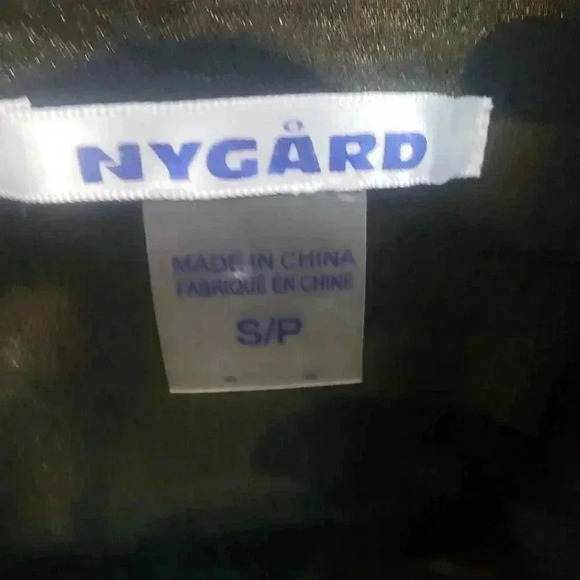 NYGÅRD
MADE IN CHINA
FABRIQUÉ EN CHINE
S/P